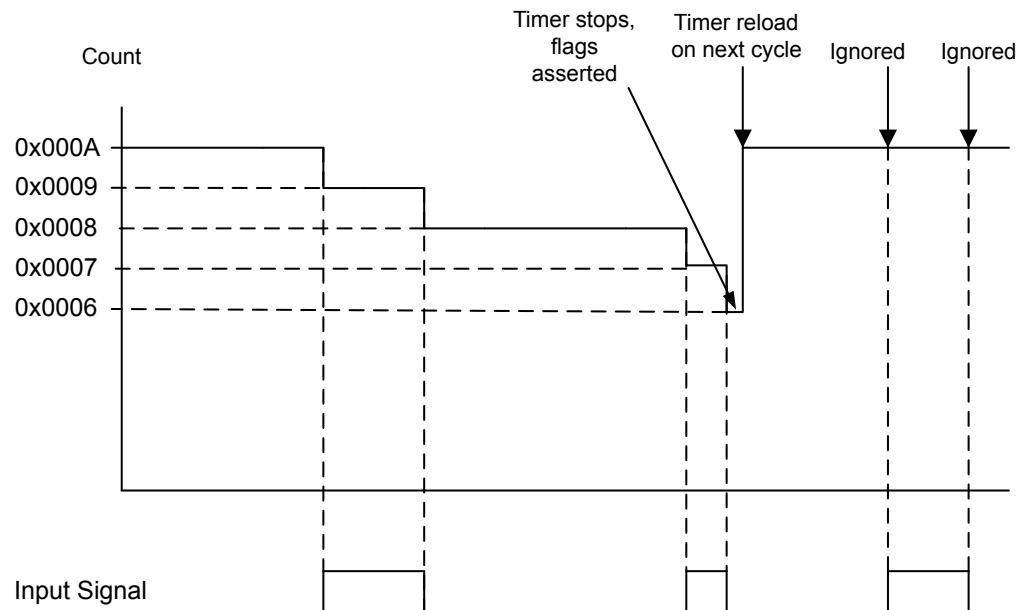 Timer stops,
flags
asserted
Timer reload
on next cycle
Ignored
Ignored
Count
0x000A
0x0009
0x0008
0x0007
0x0006
Input Signal